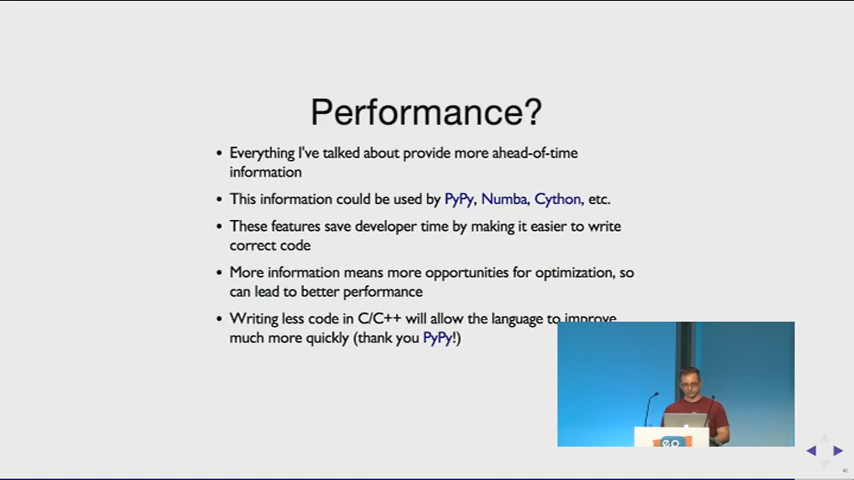 Performance?
• Everything I've talked about provide more ahead-of-time
information
• This information could be used by PyPy, Numba, Cython, etc.
• These features save developer time by making it easier to write
correct code
• More information means more opportunities for optimization, so
can lead to better performance
• Writing less code in C/C++ will allow the language to improve
much more quickly (thank you PyPy!)
ep